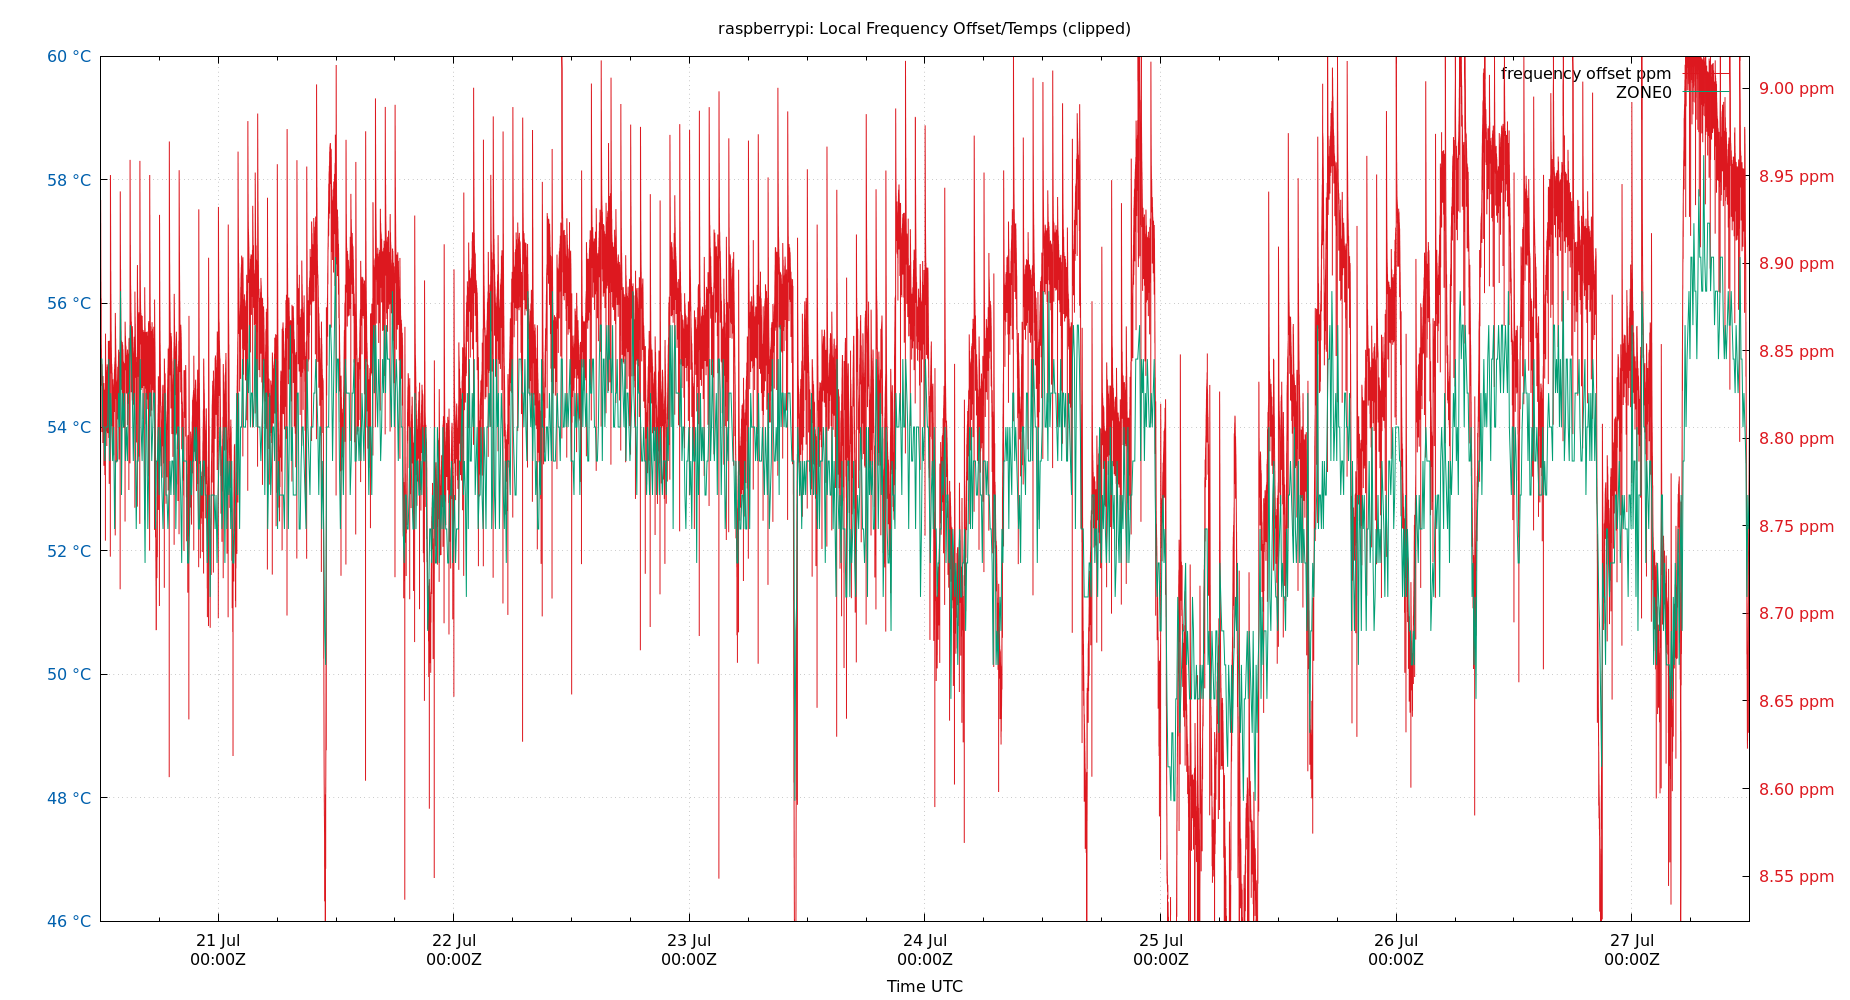 raspberrypi: Local Frequency Offset/Temps (clipped)
60 °C
58 °C
56 °C
54 °C
52 °C
50 °C
48 °C
46 °C
frequency offset ppm
ZONE0
9.00 ppm
8.95 ppm
8.90 ppm
8.85 ppm
8.80 ppm
8.75 ppm
8.70 ppm
8.65 ppm
8.60 ppm
8.55 ppm
21 Jul
00:00Z
22 Jul
00:00Z
23 Jul
00:00Z
24 Jul
00:00Z
25 Jul
00:00Z
26 Jul
00:00Z
27 Jul
00:00Z
Time UTC